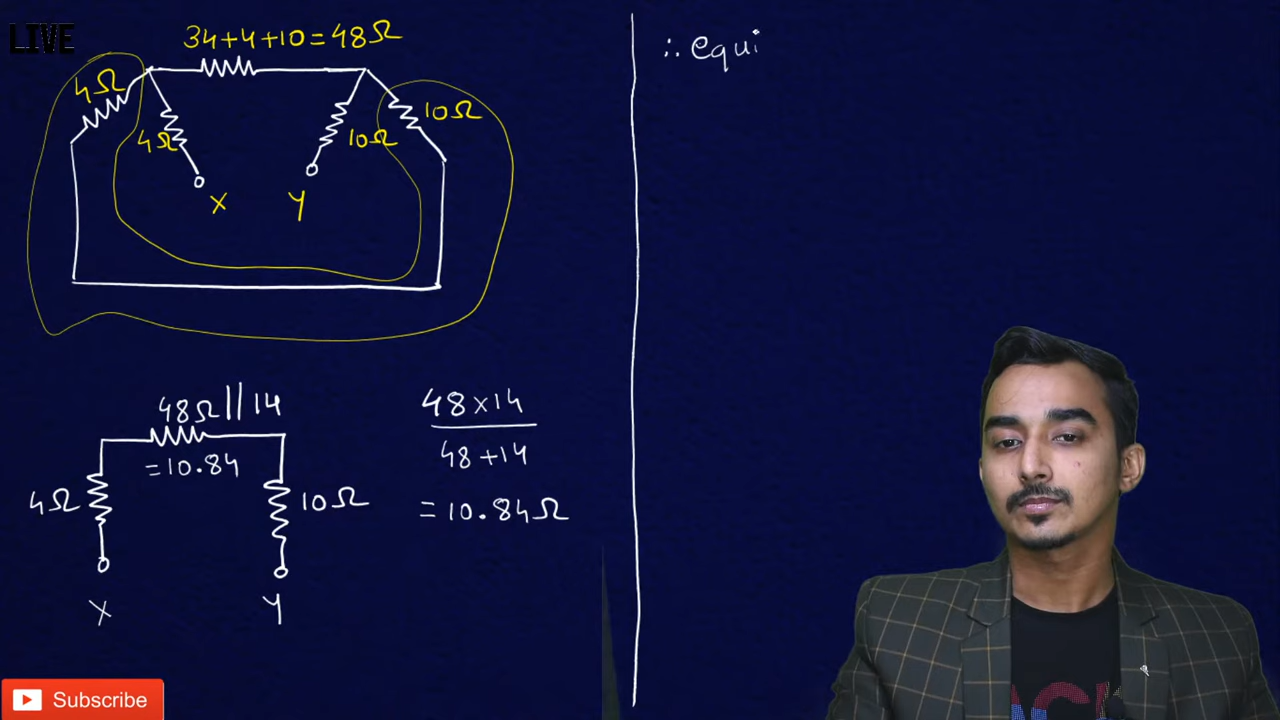 LIVE
34+4+10=48Ω
4Ω
10Ω
4Ω
10Ω
X
Y
48Ω||14
=10.84
4Ω
10Ω
X
Y
48×14
48+14
=10.84Ω
∴ equi
Subscribe